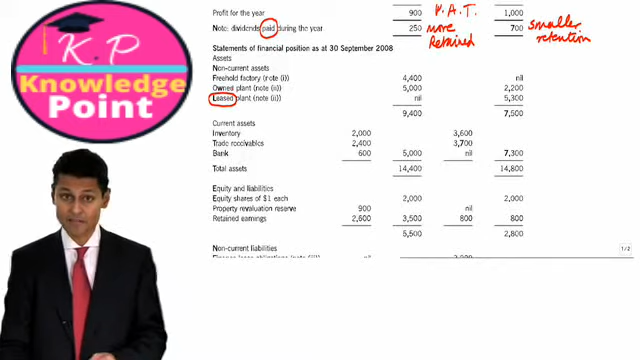 K.P
Knowledge
Point
Profit for the year 900 P.A.T. 1,000
Note: dividends paid during the year 250 more Retained 700 smaller retention
Statements of financial position as at 30 September 2008
Assets
Non-current assets
Freehold factory (note (i)) 4,400 nil
Owned plant (note (ii)) 5,000 2,200
Leased plant (note (ii)) nil 5,300
9,400 7,500
Current assets
Inventory 2,000 3,600
Trade receivables 2,400 3,700
Bank 600 5,000 nil 7,300
Total assets 14,400 14,800
Equity and liabilities
Equity shares of $1 each 2,000 2,000
Property revaluation reserve 900 nil
Retained earnings 2,600 3,500 800 800
5,500 2,800
1/2
Non-current liabilities